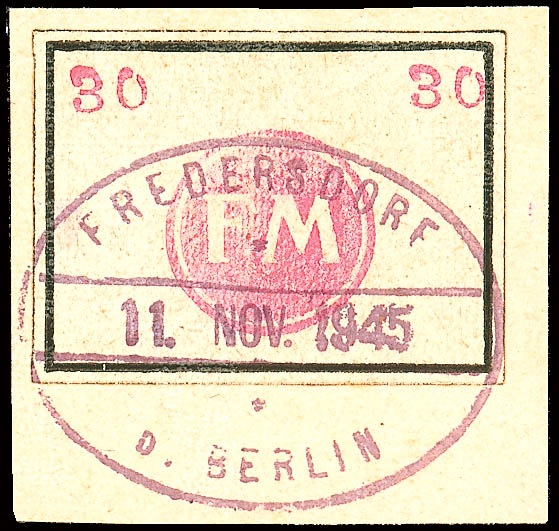 30 30
FREDERSDORF
FM
11. NOV. 1945
D. BERLIN